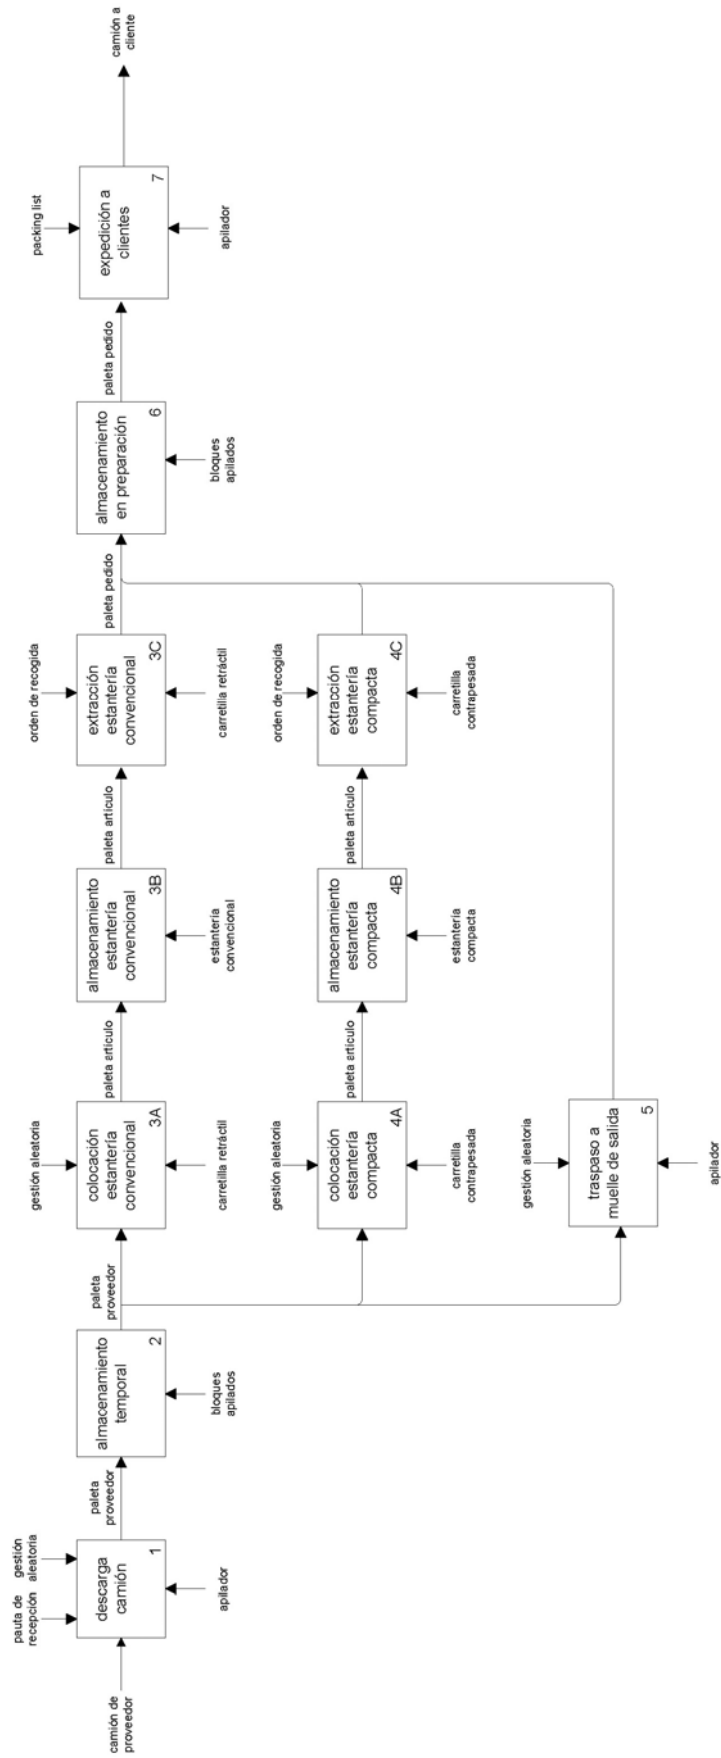 camión de
proveedor
pauta de
recepción
gestión
aleatoria
descarga
camión
1
apilador
paleta
proveedor
almacenamiento
temporal
2
bloques
apilados
paleta
proveedor
gestión aleatoria
colocación
estantería
convencional
3A
carretilla retráctil
paleta artículo
almacenamiento
estantería
convencional
3B
estantería
convencional
paleta artículo
orden de recogida
extracción
estantería
convencional
3C
carretilla retráctil
paleta pedido
gestión aleatoria
colocación
estantería
compacta
4A
carretilla
contrapesada
paleta artículo
almacenamiento
estantería
compacta
4B
estantería
compacta
paleta artículo
orden de recogida
extracción
estantería
compacta
4C
carretilla
contrapesada
gestión aleatoria
traspaso a
muelle de salida
5
apilador
almacenamiento
en preparación
6
bloques
apilados
paleta pedido
packing list
expedición a
clientes
7
apilador
camión a
cliente